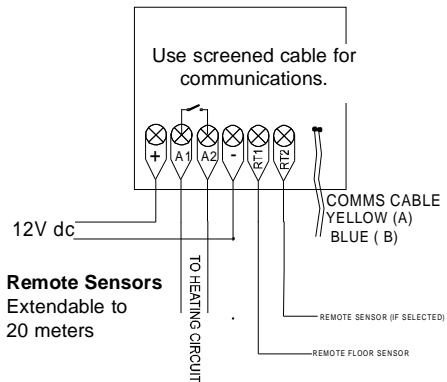 Use screened cable for
communications.
+ A1 A2 - RT1 RT2
COMMS CABLE
YELLOW (A)
BLUE ( B)
12V dc
Remote Sensors
Extendable to
20 meters
TO HEATING CIRCUIT
REMOTE SENSOR (IF SELECTED)
REMOTE FLOOR SENSOR